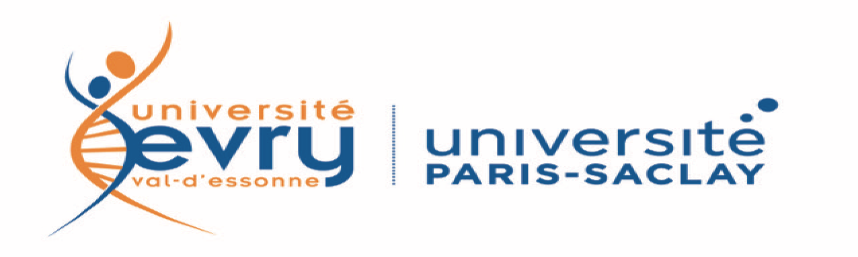 université
evry
val-d'essonne
université
PARIS-SACLAY